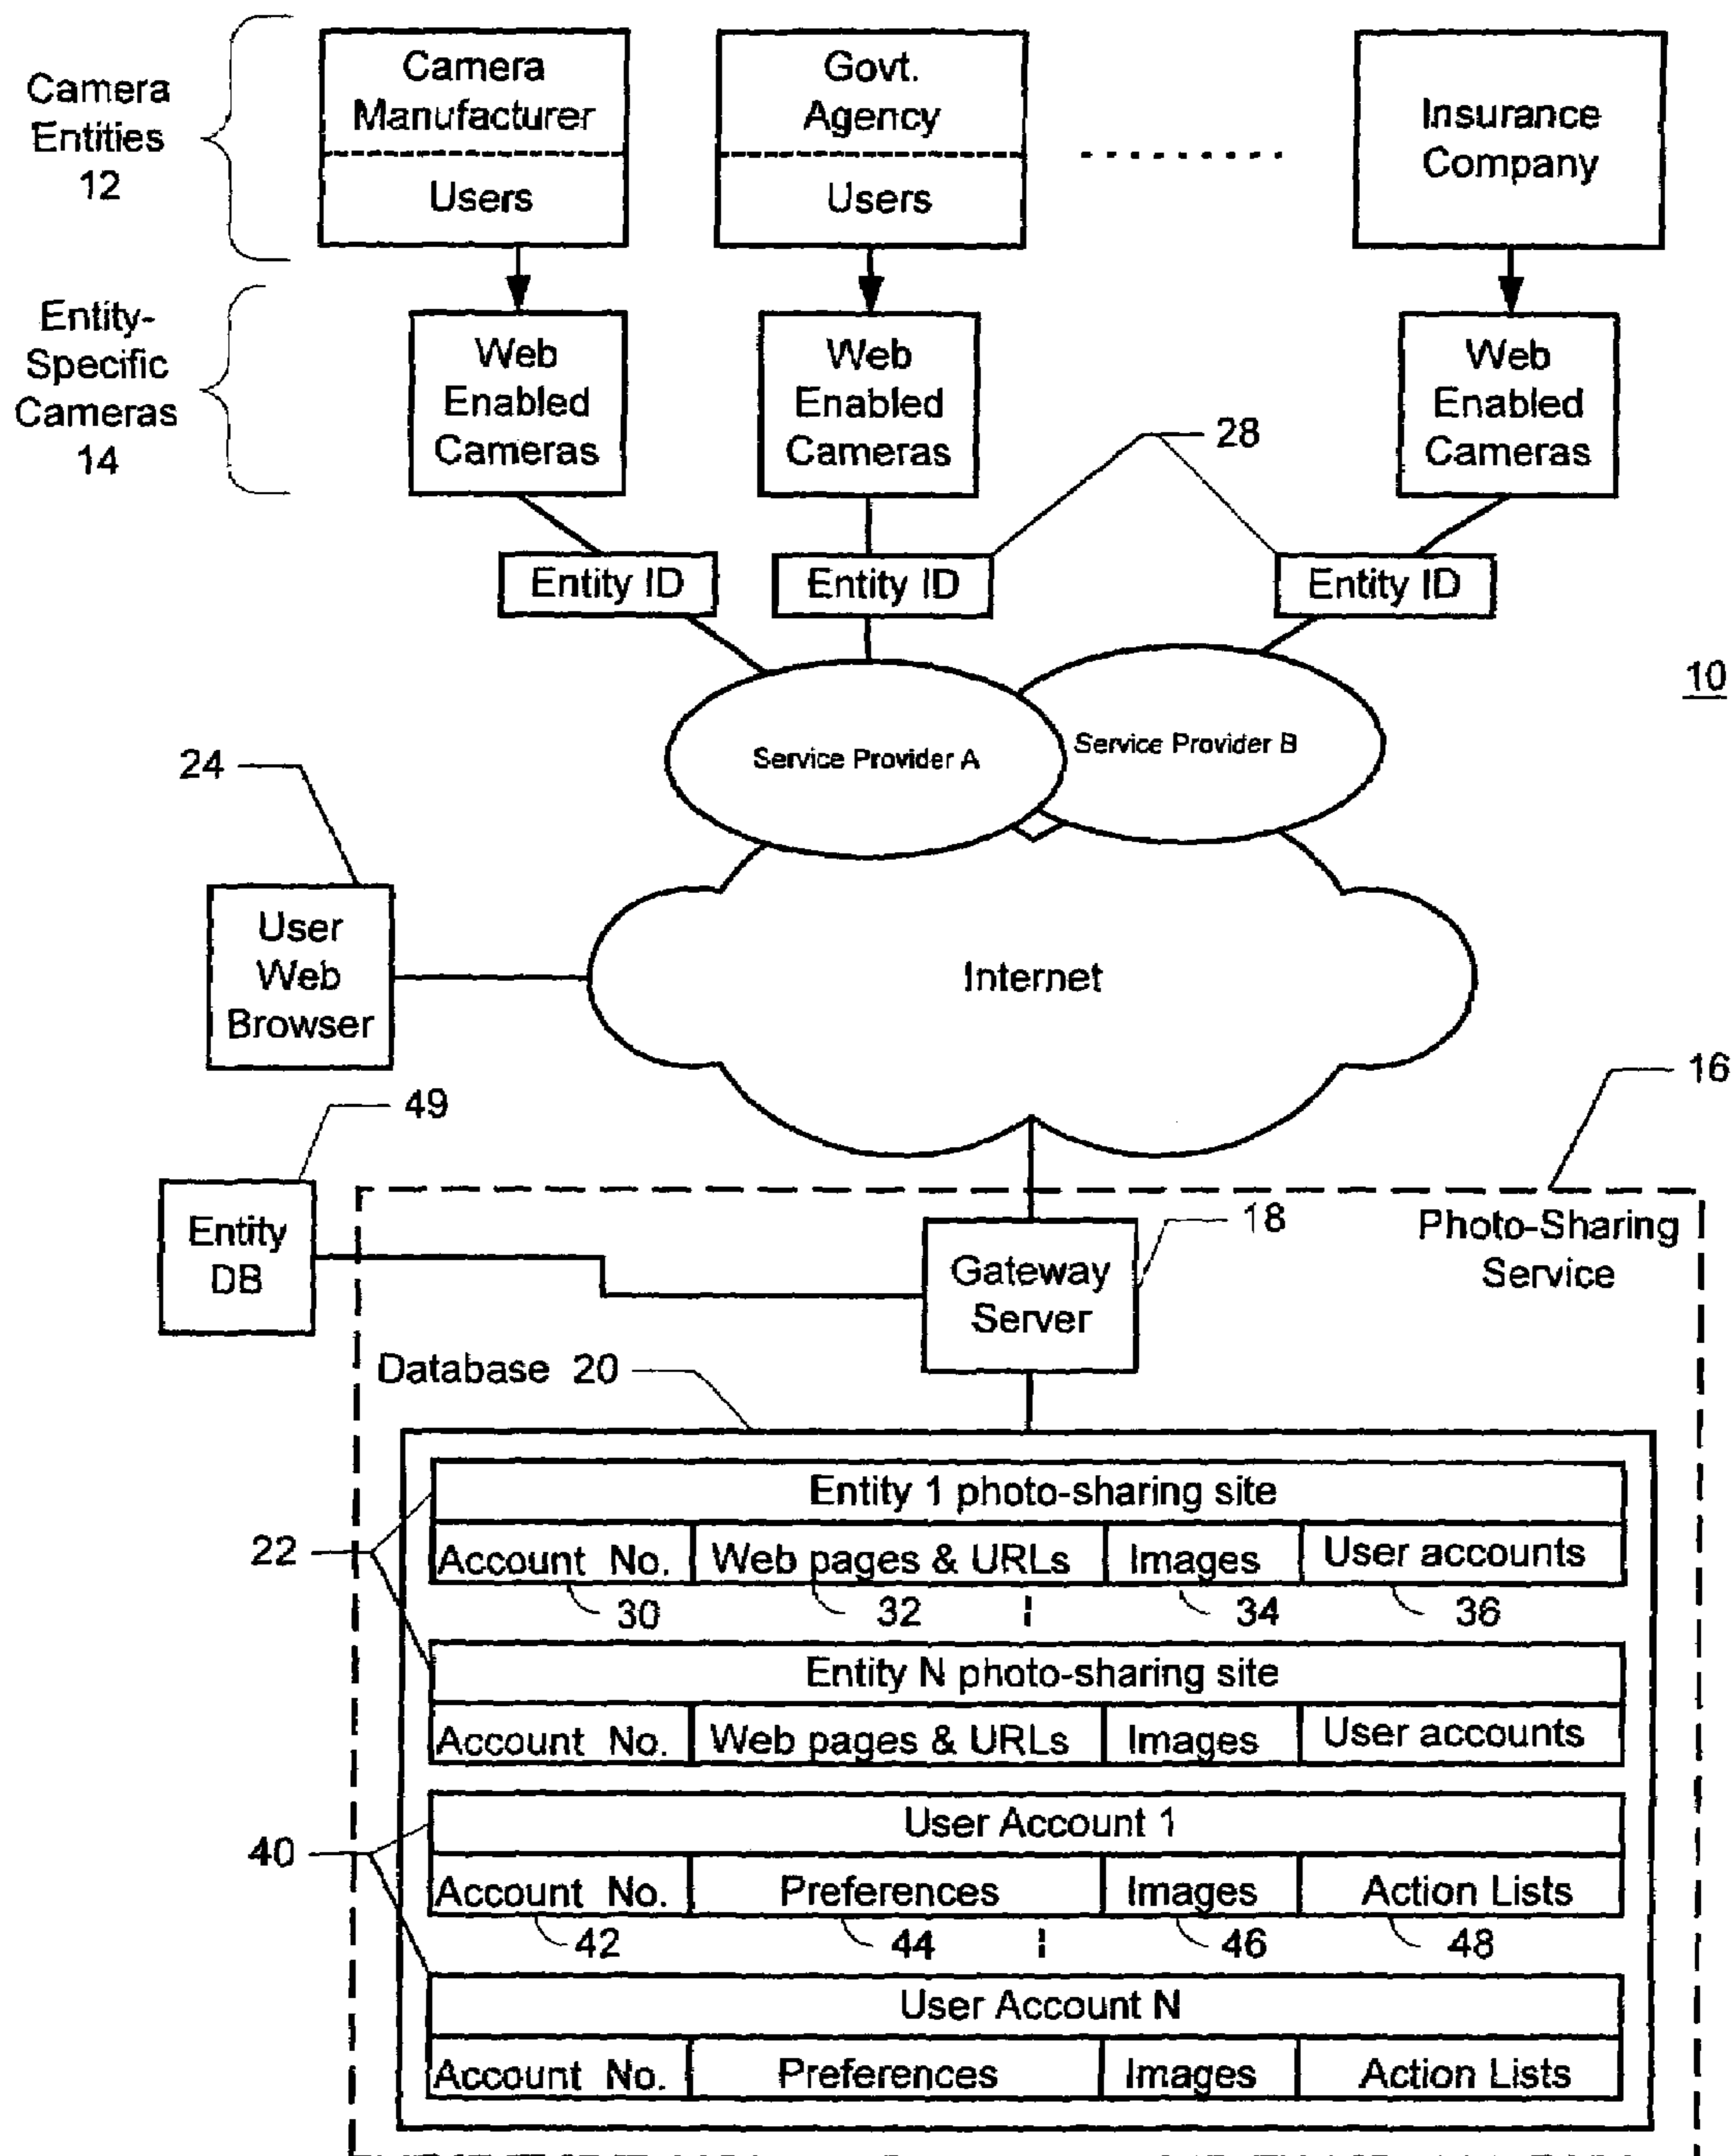 Camera
Entities
12
Camera
Manufacturer
Users
Govt.
Agency
Users
Insurance
Company
Entity-
Specific
Cameras
14
Web
Enabled
Cameras
Web
Enabled
Cameras
Web
Enabled
Cameras
28
Entity ID
Entity ID
Entity ID
10
Service Provider A
Service Provider B
24
User
Web
Browser
Internet
16
49
Entity
DB
18
Photo-Sharing
Service
Gateway
Server
Database 20
Entity 1 photo-sharing site
22
Account No.
Web pages & URLs
Images
User accounts
30
32
34
36
Entity N photo-sharing site
Account No.
Web pages & URLs
Images
User accounts
User Account 1
40
Account No.
Preferences
Images
Action Lists
42
44
46
48
User Account N
Account No.
Preferences
Images
Action Lists